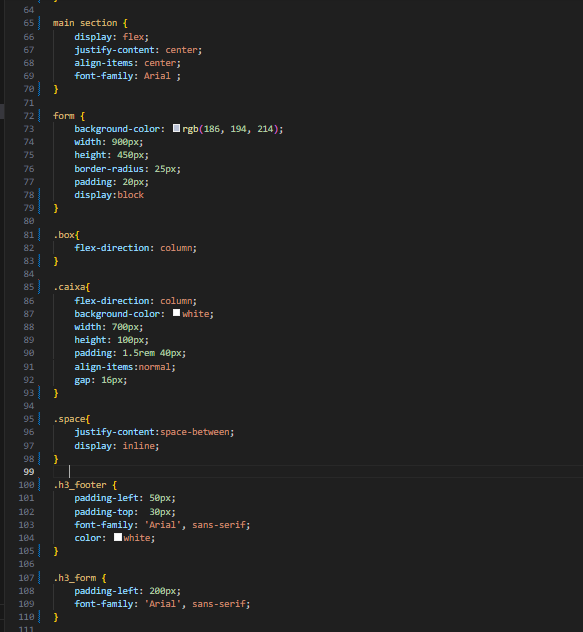 64
65 main section {
66 display: flex;
67 justify-content: center;
68 align-items: center;
69 font-family: Arial ;
70 }
71
72 form {
73 background-color: rgb(186, 194, 214);
74 width: 900px;
75 height: 450px;
76 border-radius: 25px;
77 padding: 20px;
78 display:block
79 }
80
81 .box{
82 flex-direction: column;
83 }
84
85 .caixa{
86 flex-direction: column;
87 background-color: white;
88 width: 700px;
89 height: 100px;
90 padding: 1.5rem 40px;
91 align-items:normal;
92 gap: 16px;
93 }
94
95 .space{
96 justify-content:space-between;
97 display: inline;
98 }
99
100 .h3_footer {
101 padding-left: 50px;
102 padding-top:  30px;
103 font-family: 'Arial', sans-serif;
104 color: white;
105 }
106
107 .h3_form {
108 padding-left: 200px;
109 font-family: 'Arial', sans-serif;
110 }
111